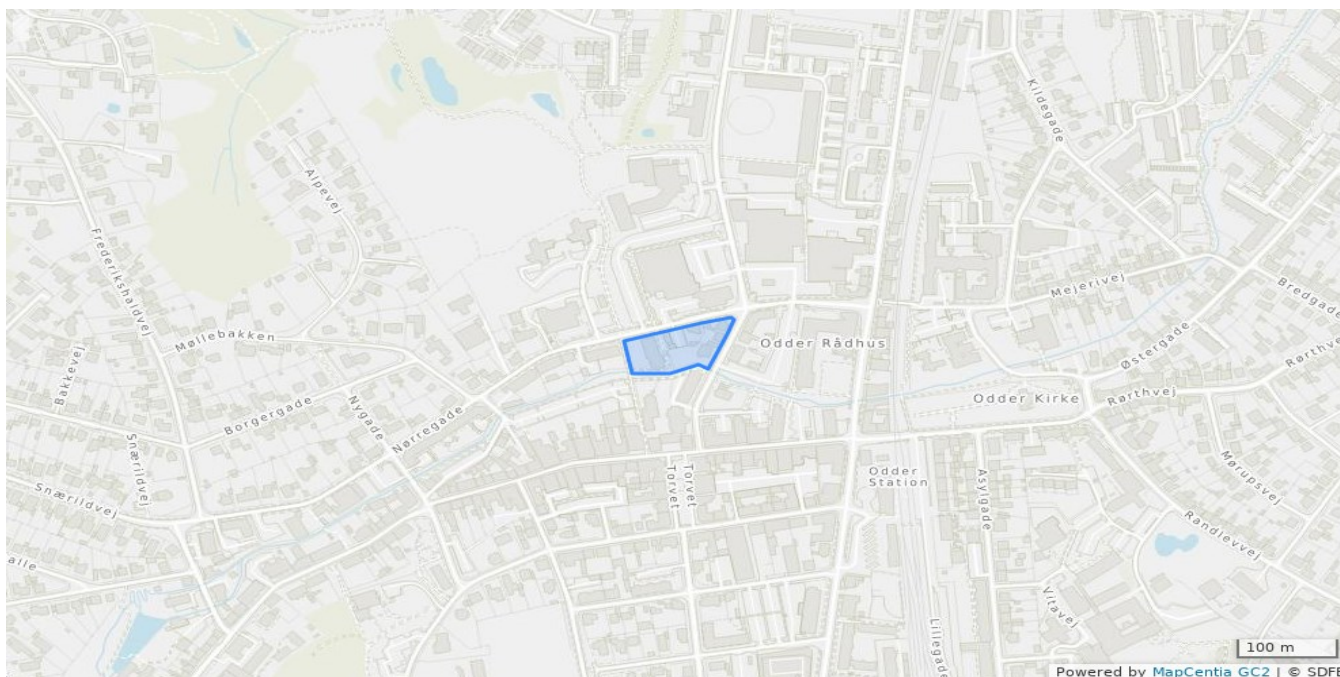 Kildegade
Alpevej
Frederikshaldvej
Mejerivej
Bredgade
Møllebakken
Odder Rådhus
Østergade
Rørthvej
Bakkevej
Odder Kirke
Rørthvej
Borgergade
Nygade
Nørregade
Snærildvej
Mørupsvej
Snærildvej
Torvet
Torvet
Odder
Station
Asylgade
Randlevvej
alle
Vitavej
Lillegade
100 m
Powered by MapCentia GC2 | © SDFE